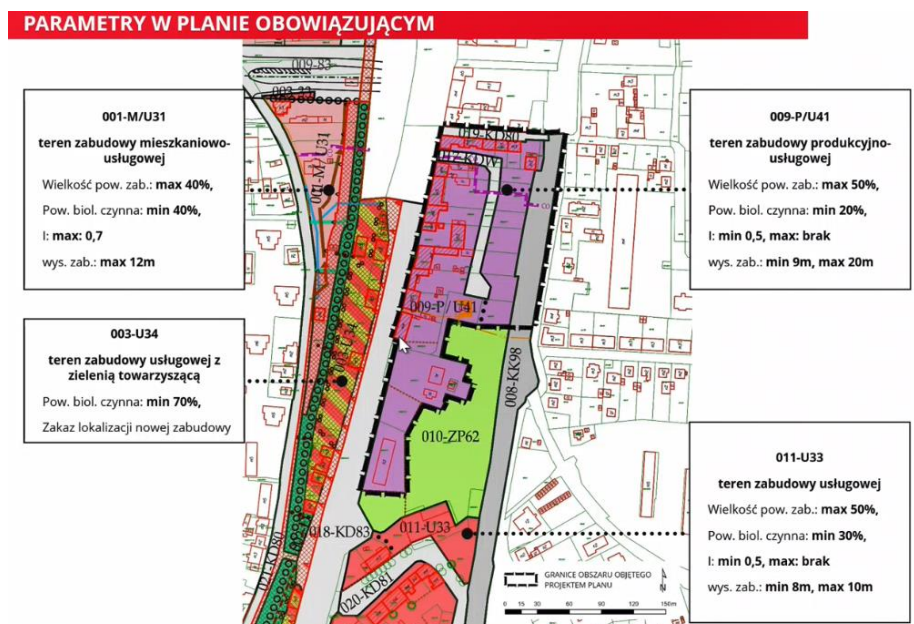 PARAMETRY W PLANIE OBOWIĄZUJĄCYM
001-M/U31
teren zabudowy mieszkaniowo-
usługowej
Wielkość pow. zab.: max 40%,
Pow. biol. czynna: min 40%,
I: max: 0,7
wys. zab.: max 12m
003-U34
teren zabudowy usługowej z
zielenią towarzyszącą
Pow. biol. czynna: min 70%,
Zakaz lokalizacji nowej zabudowy
009-83
001-M/U31
019-KD80
009-P/U41
008-KK98
010-ZP62
018-KD83
011-U33
020-KD81
GRANICE OBSZARU OBJĘTEGO
PROJEKTEM PLANU
0 15 30 60 90 120 150m
009-P/U41
teren zabudowy produkcyjno-
usługowej
Wielkość pow. zab.: max 50%,
Pow. biol. czynna: min 20%,
I: min 0,5, max: brak
wys. zab.: min 9m, max 20m
011-U33
teren zabudowy usługowej
Wielkość pow. zab.: max 50%,
Pow. biol. czynna: min 30%,
I: min 0,5, max: brak
wys. zab.: min 8m, max 10m